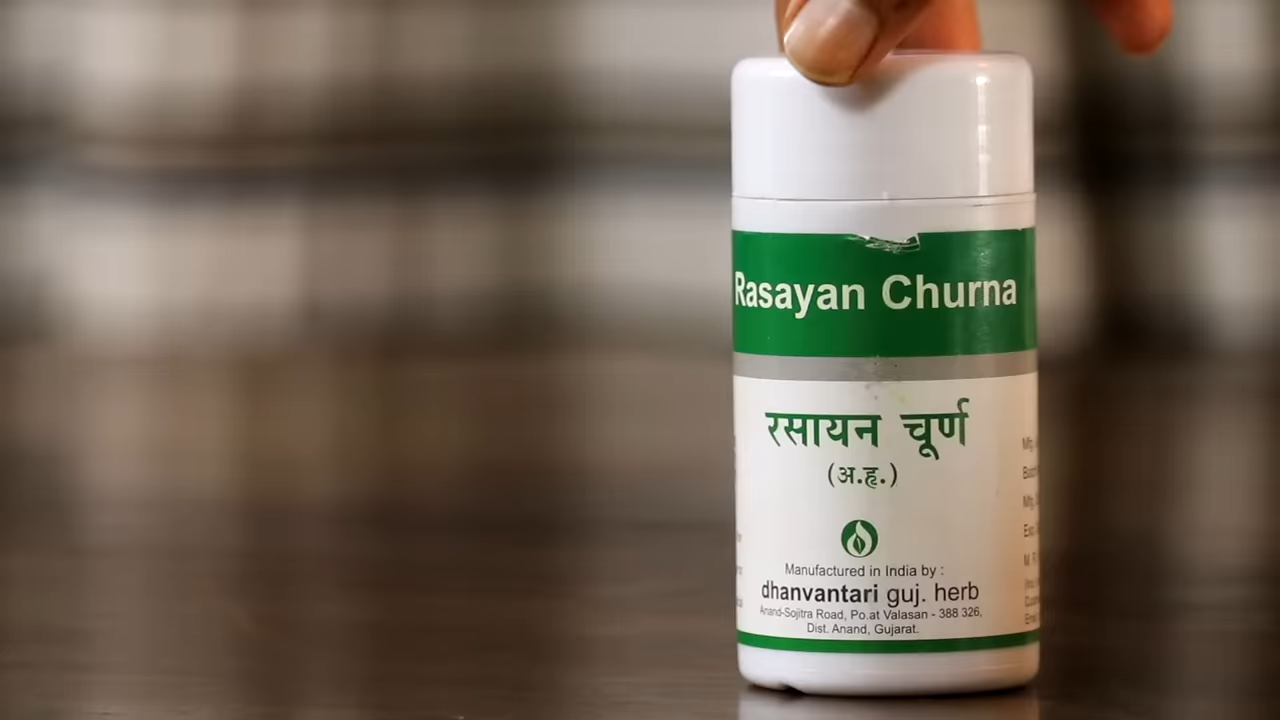 Rasayan Churna
रसायन चूर्ण
(अ.हृ.)
Manufactured in India by :
dhanvantari guj. herb
Anand-Sojitra Road, Po.at Valasan - 388 326,
Dist. Anand, Gujarat.